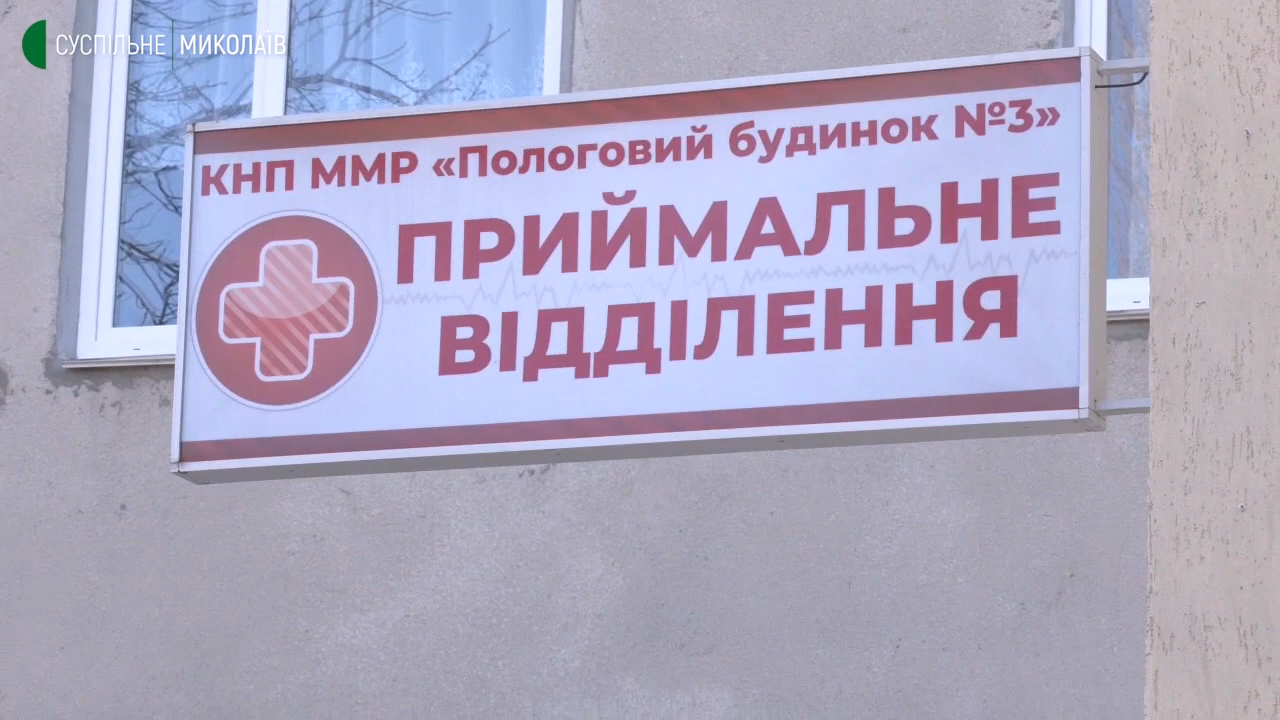 СУСПІЛЬНЕ МИКОЛАЇВ
КНП ММР «Пологовий будинок №3»
ПРИЙМАЛЬНЕ
ВІДДІЛЕННЯ